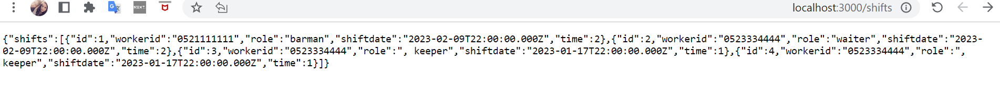 NEXT.
localhost:3000/shifts
{"shifts":[{"id":1,"workerid":"0521111111","role":"barman","shiftdate":"2023-02-09T22:00:00.000Z","time":2},{"id":2,"workerid":"0523334444","role":"waiter","shiftdate":"2023-
02-09T22:00:00.000Z","time":2},{"id":3,"workerid":"0523334444","role":", keeper","shiftdate":"2023-01-17T22:00:00.000Z","time":1},{"id":4,"workerid":"0523334444","role":",
keeper","shiftdate":"2023-01-17T22:00:00.000Z","time":1}]}